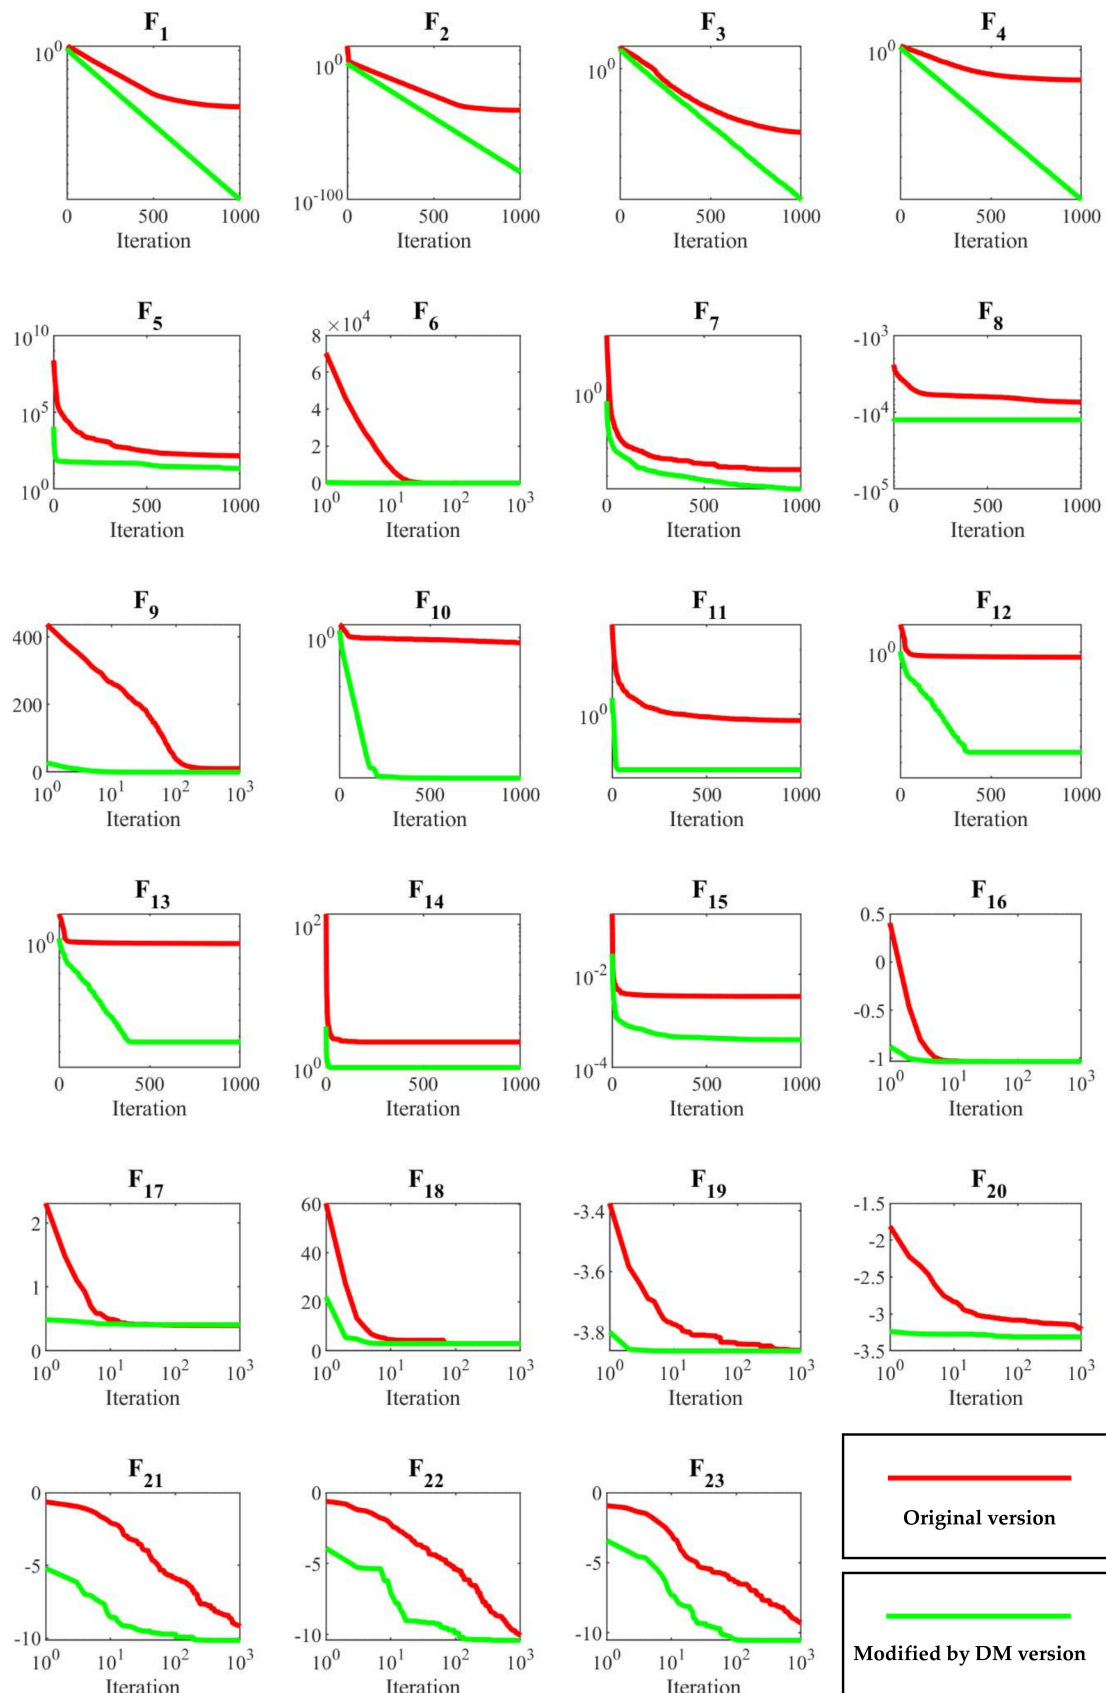 F1 F2 F3 F4
10^0 10^0 10^0 10^0
10^-100
0 500 1000 0 500 1000 0 500 1000 0 500 1000
Iteration Iteration Iteration Iteration
F5 F6 F7 F8
10^10 8 ×10^4 -10^3
6
10^5 4 10^0 -10^4
2
10^0 0 -10^5
0 500 1000 10^0 10^1 10^2 10^3 0 500 1000 0 500 1000
Iteration Iteration Iteration Iteration
F9 F10 F11 F12
400 10^0 10^0
200 10^0
0
10^0 10^1 10^2 10^3 0 500 1000 0 500 1000 0 500 1000
Iteration Iteration Iteration Iteration
F13 F14 F15 F16
10^2 0.5
10^0 10^-2 0
-0.5
10^0 10^-4 -1
0 500 1000 0 500 1000 0 500 1000 10^0 10^1 10^2 10^3
Iteration Iteration Iteration Iteration
F17 F18 F19 F20
2 60 -3.4 -1.5
40 -3.6 -2
1 -2.5
20 -3.8 -3
0 0 -3.5
10^0 10^1 10^2 10^3 10^0 10^1 10^2 10^3 10^0 10^1 10^2 10^3 10^0 10^1 10^2 10^3
Iteration Iteration Iteration Iteration
F21 F22 F23
0 0 0
-5 -5 -5
-10 -10 -10
10^0 10^1 10^2 10^3 10^0 10^1 10^2 10^3 10^0 10^1 10^2 10^3
Iteration Iteration Iteration
Original version
Modified by DM version